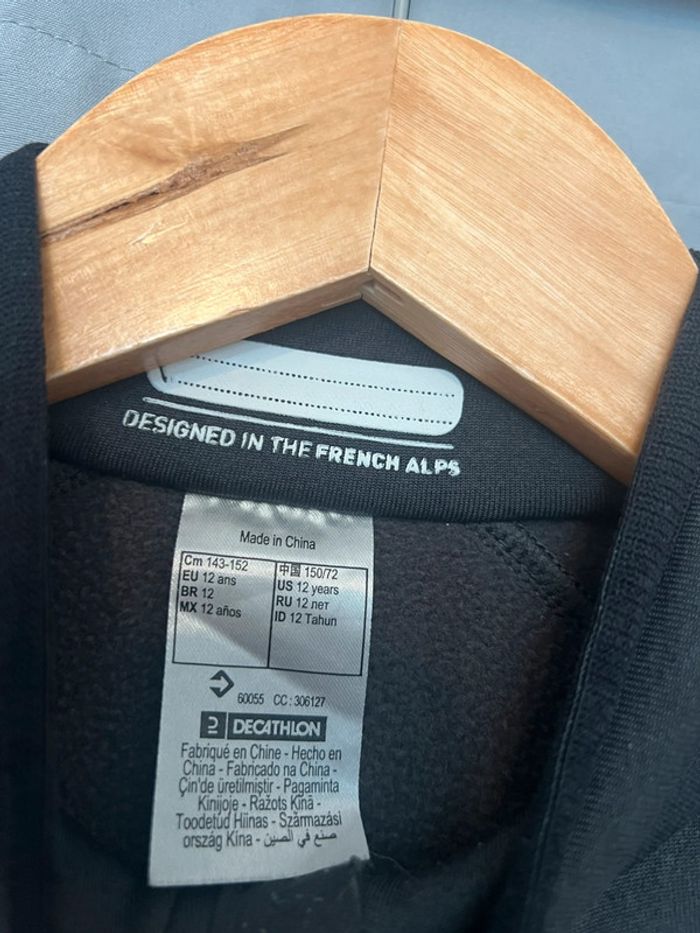 DESIGNED IN THE FRENCH ALPS
Made in China
Cm 143-152
EU 12 ans
BR 12
MX 12 años
中国 150/72
US 12 years
RU 12 лет
ID 12 Tahun
60055 CC : 306127
DECATHLON
Fabriqué en Chine - Hecho en
China - Fabricado na China -
Çin'de üretilmiştir - Pagaminta
Kinijoje - Ražots Ķīnā -
Toodetud Hiinas - Származási
ország Kína - صنع في الصين